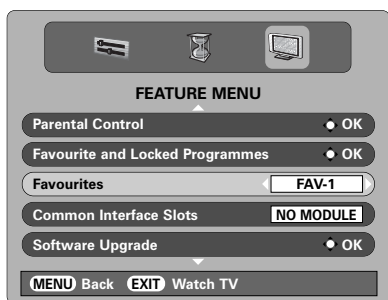 FEATURE MENU
Parental Control OK
Favourite and Locked Programmes OK
Favourites FAV-1
Common Interface Slots NO MODULE
Software Upgrade OK
MENU Back EXIT Watch TV